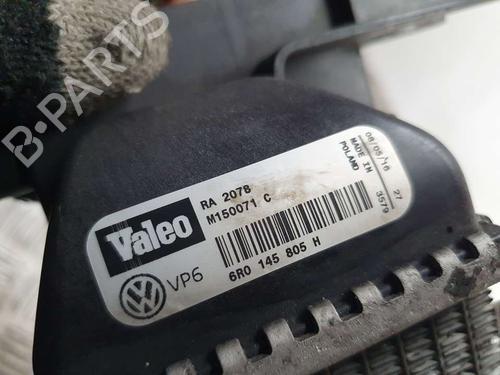 B-PARTS
Valeo
RA 2078
M150071 C
VP6
6R0 145 805 H
08/05/16
MADE IN
POLAND
27
3579